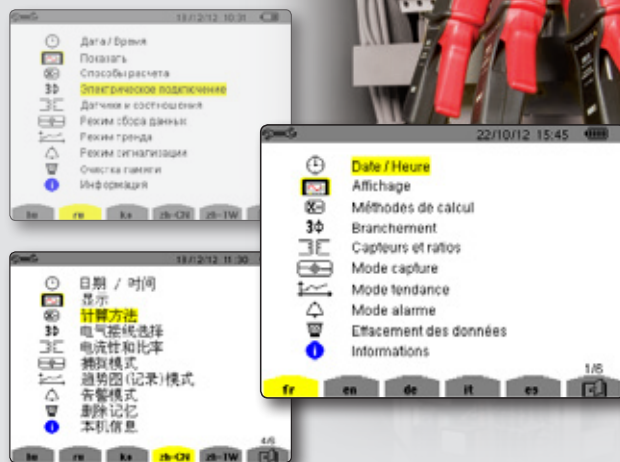 18/12/12 10:31
Дата / Время
Показать
Способы расчета
3Φ Электрическое подключение
Датчики и состношения
Режим сбора данных
Режим тренда
Режим сигнализации
Очистка памяти
Информация
ru ko zh-CN zh-TW
22/10/12 15:45
Date / Heure
Affichage
Méthodes de calcul
3Φ Branchement
Capteurs et ratios
Mode capture
Mode tendance
Mode alarme
Effacement des données
Informations
1/6
fr en de it es
18/12/12 11:30
日期 / 时间
显示
计算方法
3Φ 电气接线选择
电流性和比率
捕捉模式
趋势图(记录)模式
告警模式
删除记忆
本机信息
4/6
ru ko zh-CN zh-TW